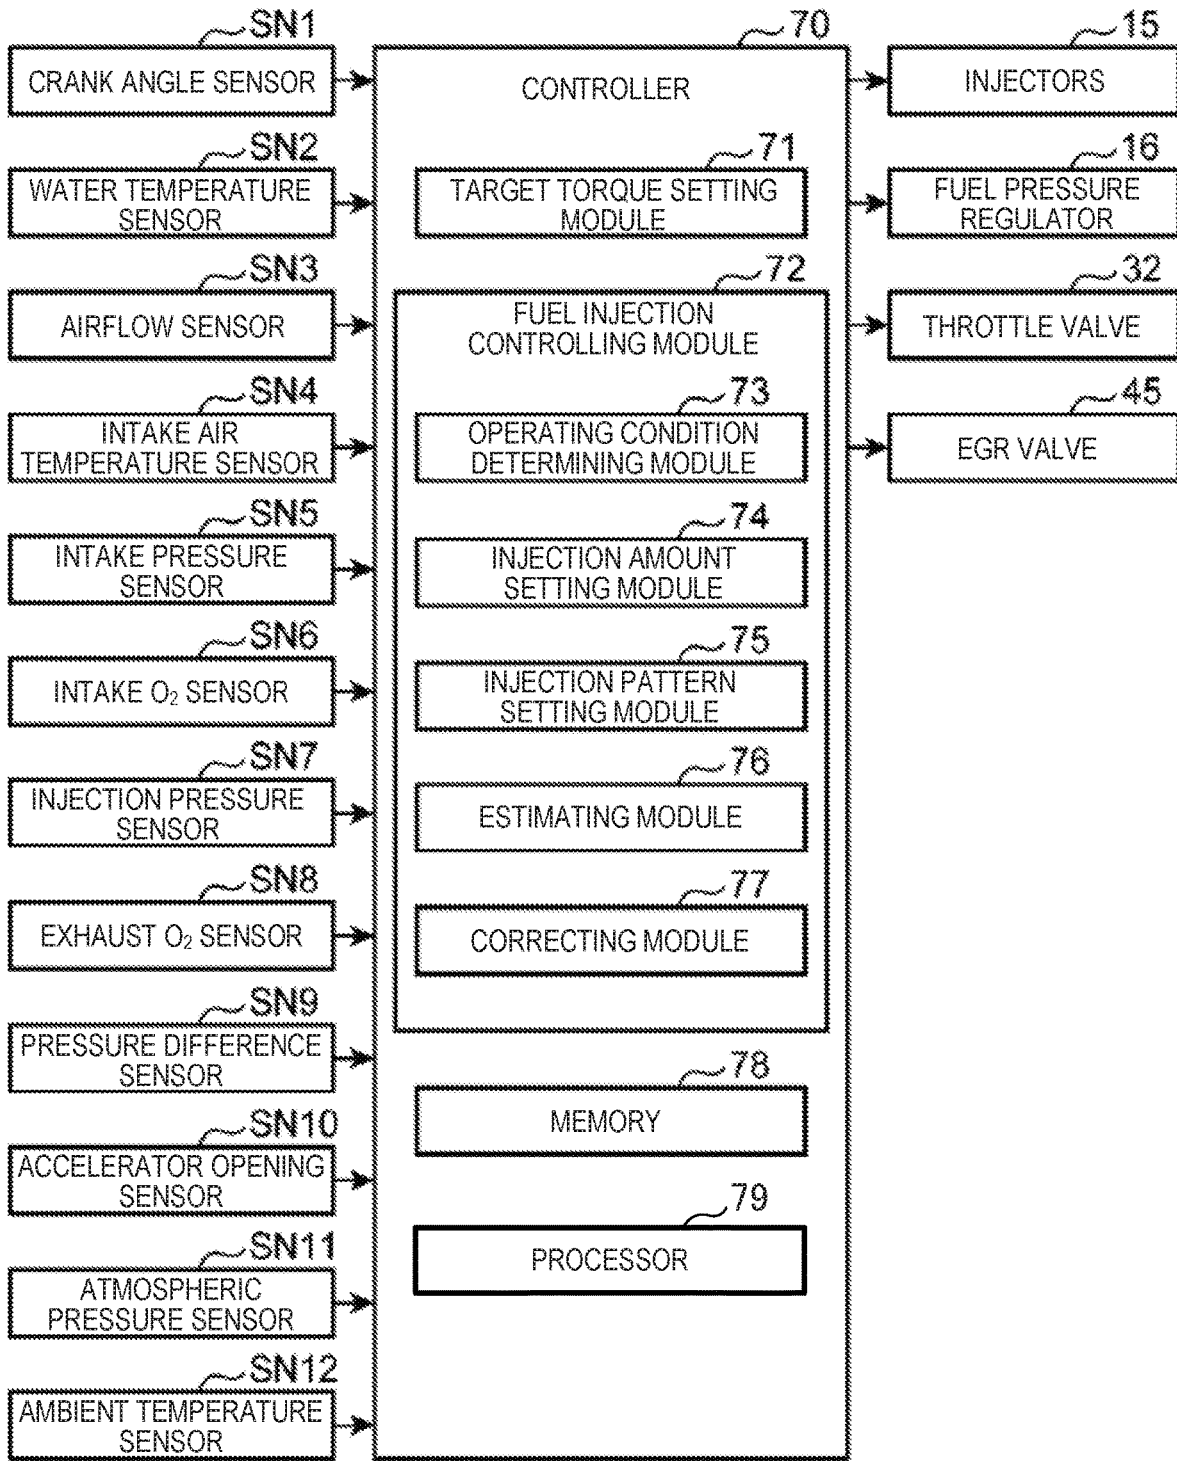 SN1
CRANK ANGLE SENSOR
SN2
WATER TEMPERATURE
SENSOR
SN3
AIRFLOW SENSOR
SN4
INTAKE AIR
TEMPERATURE SENSOR
SN5
INTAKE PRESSURE
SENSOR
SN6
INTAKE O₂ SENSOR
SN7
INJECTION PRESSURE
SENSOR
SN8
EXHAUST O₂ SENSOR
SN9
PRESSURE DIFFERENCE
SENSOR
SN10
ACCELERATOR OPENING
SENSOR
SN11
ATMOSPHERIC
PRESSURE SENSOR
SN12
AMBIENT TEMPERATURE
SENSOR
70
CONTROLLER
71
TARGET TORQUE SETTING
MODULE
72
FUEL INJECTION
CONTROLLING MODULE
73
OPERATING CONDITION
DETERMINING MODULE
74
INJECTION AMOUNT
SETTING MODULE
75
INJECTION PATTERN
SETTING MODULE
76
ESTIMATING MODULE
77
CORRECTING MODULE
78
MEMORY
79
PROCESSOR
15
INJECTORS
16
FUEL PRESSURE
REGULATOR
32
THROTTLE VALVE
45
EGR VALVE